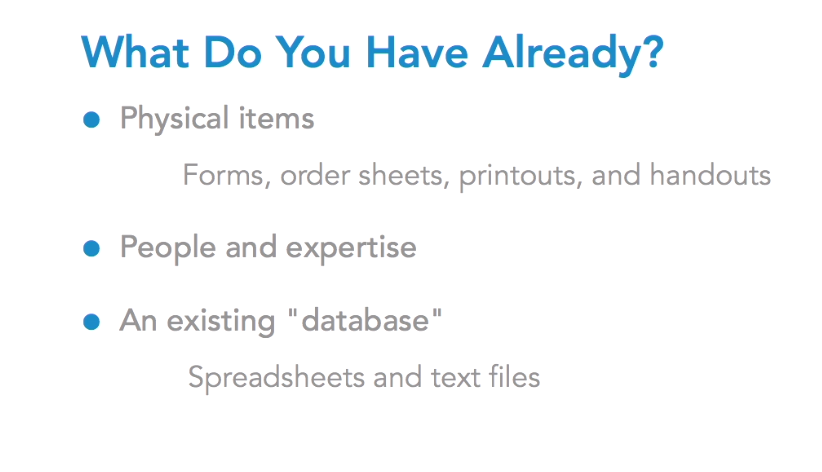 What Do You Have Already?
● Physical items
Forms, order sheets, printouts, and handouts
● People and expertise
● An existing "database"
Spreadsheets and text files